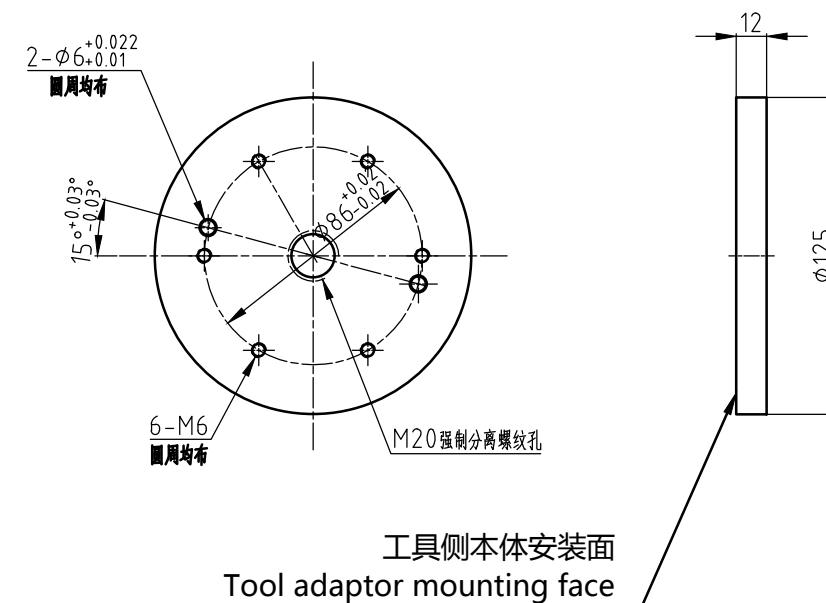 12
2-ϕ6+0.022+0.01
圆周均布
15°+0.03°-0.03°
ϕ86+0.02-0.02
ϕ125
6-M6
圆周均布
M20强制分离螺纹孔
工具侧本体安装面
Tool adaptor mounting face